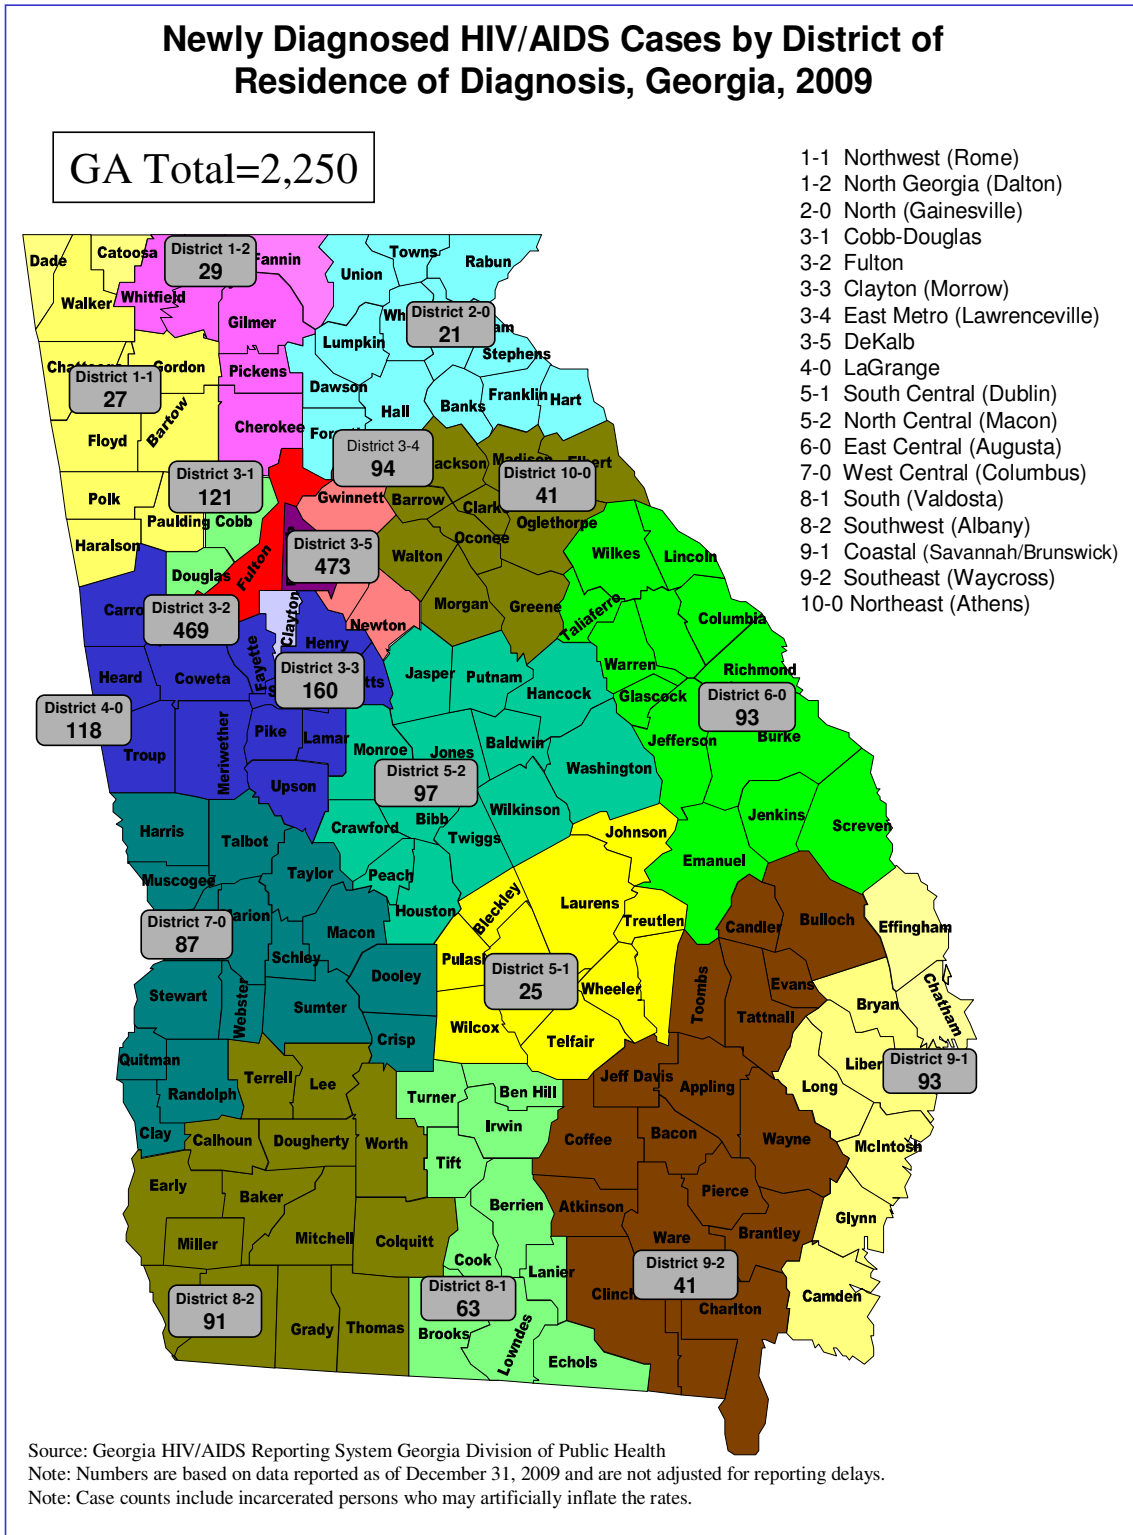 Newly Diagnosed HIV/AIDS Cases by District of
Residence of Diagnosis, Georgia, 2009
GA Total=2,250
1-1 Northwest (Rome)
1-2 North Georgia (Dalton)
2-0 North (Gainesville)
3-1 Cobb-Douglas
3-2 Fulton
3-3 Clayton (Morrow)
3-4 East Metro (Lawrenceville)
3-5 DeKalb
4-0 LaGrange
5-1 South Central (Dublin)
5-2 North Central (Macon)
6-0 East Central (Augusta)
7-0 West Central (Columbus)
8-1 South (Valdosta)
8-2 Southwest (Albany)
9-1 Coastal (Savannah/Brunswick)
9-2 Southeast (Waycross)
10-0 Northeast (Athens)
Dade
Catoosa
District 1-2
29
Fannin
Towns
Union
Rabun
Walker
Whitfield
Gilmer
District 2-0
21
Lumpkin
Stephens
Gordon
District 1-1
27
Pickens
Dawson
Hall
Banks
Franklin
Hart
Floyd
Bartow
Cherokee
District 3-4
94
Jackson
Madison
Elbert
District 10-0
41
District 3-1
121
Polk
Paulding
Cobb
Gwinnett
Barrow
Oglethorpe
Oconee
Haralson
Douglas
Fulton
District 3-5
473
Walton
Wilkes
Lincoln
District 3-2
469
Clayton
Newton
Morgan
Greene
Taliaferro
Columbia
Henry
Fayette
Heard
Coweta
District 3-3
160
Jasper
Putnam
Hancock
Warren
Richmond
Glascock
District 6-0
93
District 4-0
118
Troup
Meriwether
Pike
Lamar
Monroe
Jones
Baldwin
Jefferson
Burke
Washington
District 5-2
97
Upson
Wilkinson
Bibb
Crawford
Twiggs
Johnson
Jenkins
Screven
Harris
Talbot
Emanuel
Muscogee
Taylor
Peach
Houston
Bleckley
Laurens
Treutlen
Candler
Bulloch
Effingham
District 7-0
87
Marion
Macon
Schley
Dooley
District 5-1
25
Wheeler
Toombs
Evans
Tattnall
Bryan
Chatham
Stewart
Webster
Sumter
Crisp
Wilcox
Telfair
Quitman
Randolph
Terrell
Lee
Turner
Ben Hill
Jeff Davis
Appling
Long
District 9-1
93
Clay
Calhoun
Dougherty
Worth
Irwin
Coffee
Bacon
Wayne
McIntosh
Tift
Early
Baker
Berrien
Atkinson
Pierce
Glynn
Miller
Mitchell
Colquitt
Cook
Lanier
Ware
Brantley
District 9-2
41
Clinch
Charlton
Camden
District 8-2
91
Grady
Thomas
District 8-1
63
Brooks
Lowndes
Echols
Source: Georgia HIV/AIDS Reporting System Georgia Division of Public Health
Note: Numbers are based on data reported as of December 31, 2009 and are not adjusted for reporting delays.
Note: Case counts include incarcerated persons who may artificially inflate the rates.